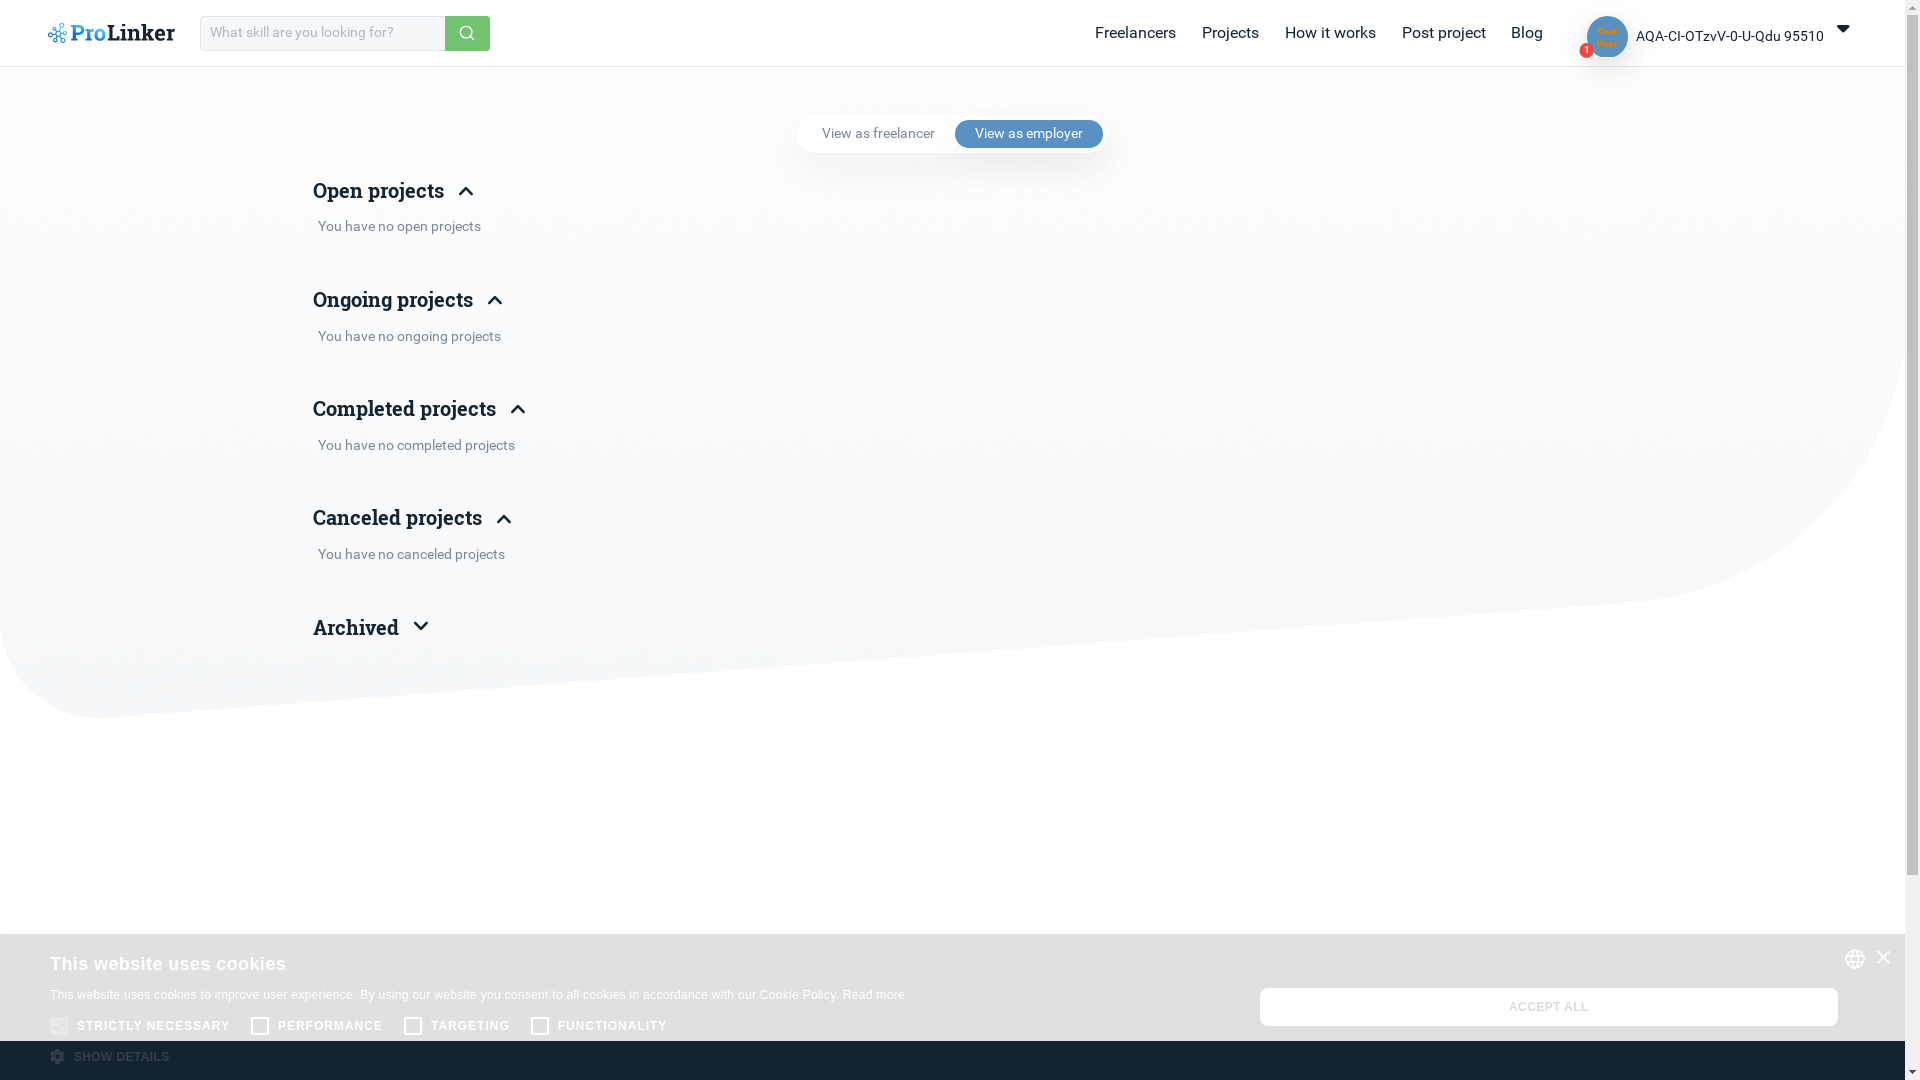 ProLinker
What skill are you looking for?
Freelancers Projects How it works Post project Blog
Test User
1
AQA-CI-OTzvV-0-U-Qdu 95510
View as freelancer View as employer
Open projects
You have no open projects
Ongoing projects
You have no ongoing projects
Completed projects
You have no completed projects
Canceled projects
You have no canceled projects
Archived
This website uses cookies
This website uses cookies to improve user experience. By using our website you consent to all cookies in accordance with our Cookie Policy. Read more
STRICTLY NECESSARY PERFORMANCE TARGETING FUNCTIONALITY
SHOW DETAILS
ACCEPT ALL
×